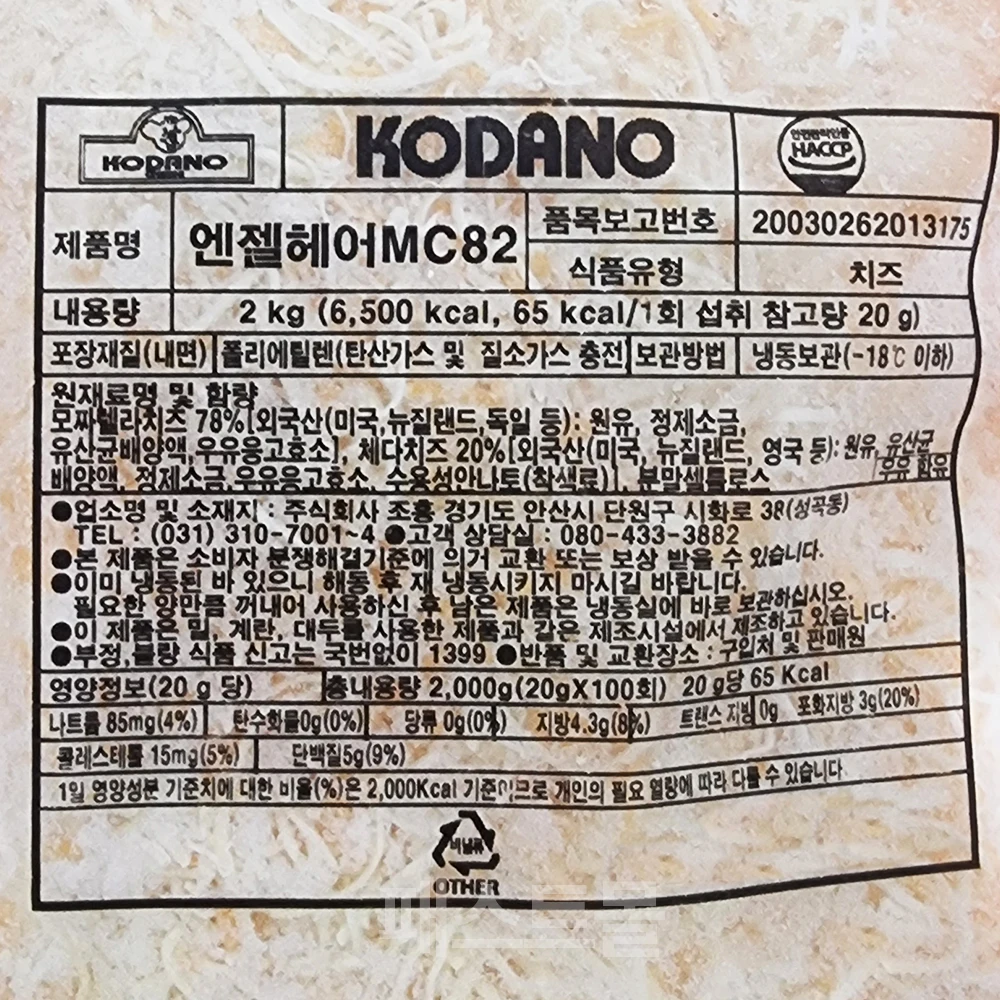 KODANO
KODANO
안전관리인증
HACCP
제품명
엔젤헤어MC82
품목보고번호
20030262013175
식품유형
치즈
내용량
2 kg (6,500 kcal, 65 kcal/1회 섭취 참고량 20 g)
포장재질(내면) 폴리에틸렌(탄산가스 및 질소가스 충전) 보관방법 냉동보관(-18℃ 이하)
원재료명 및 함량
모짜렐라치즈 78%[외국산(미국,뉴질랜드,독일 등): 원유, 정제소금,
유산균배양액,우유응고효소], 체다치즈 20%[외국산(미국, 뉴질랜드, 영국 등):원유, 유산균
배양액, 정제소금,우유응고효소, 수용성안나토(착색료)], 분말셀룰로스
우유 함유
●업소명 및 소재지 : 주식회사 조흥 경기도 안산시 단원구 시화로 38(성곡동)
TEL : (031) 310-7001~4 ●고객 상담실 : 080-433-3882
●본 제품은 소비자 분쟁해결기준에 의거 교환 또는 보상 받을 수 있습니다.
●이미 냉동된 바 있으니 해동 후 재 냉동시키지 마시길 바랍니다.
필요한 양만큼 꺼내어 사용하신 후 남은 제품은 냉동실에 바로 보관하십시오.
●이 제품은 밀, 계란, 대두를 사용한 제품과 같은 제조시설에서 제조하고 있습니다.
●부정,불량 식품 신고는 국번없이 1399 ●반품 및 교환장소 : 구입처 및 판매원
영양정보(20 g 당) 총내용량 2,000g(20gX100회) 20 g당 65 Kcal
나트륨 85mg(4%) 탄수화물0g(0%) 당류 0g(0%) 지방4.3g(8%) 트랜스 지방 0g 포화지방 3g(20%)
콜레스테롤 15mg(5%) 단백질5g(9%)
1일 영양성분 기준치에 대한 비율(%)은 2,000Kcal 기준이므로 개인의 필요 열량에 따라 다를 수 있습니다
비닐류
OTHER